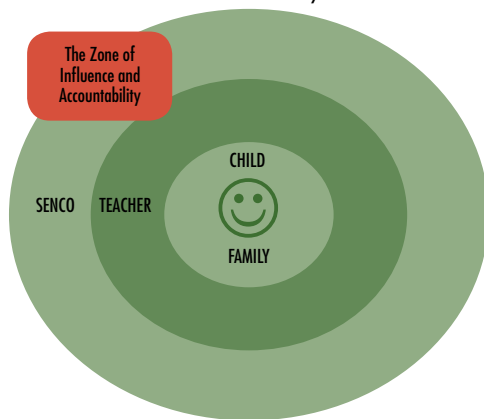 The Zone of
Influence and
Accountability
CHILD
SENCO TEACHER
FAMILY